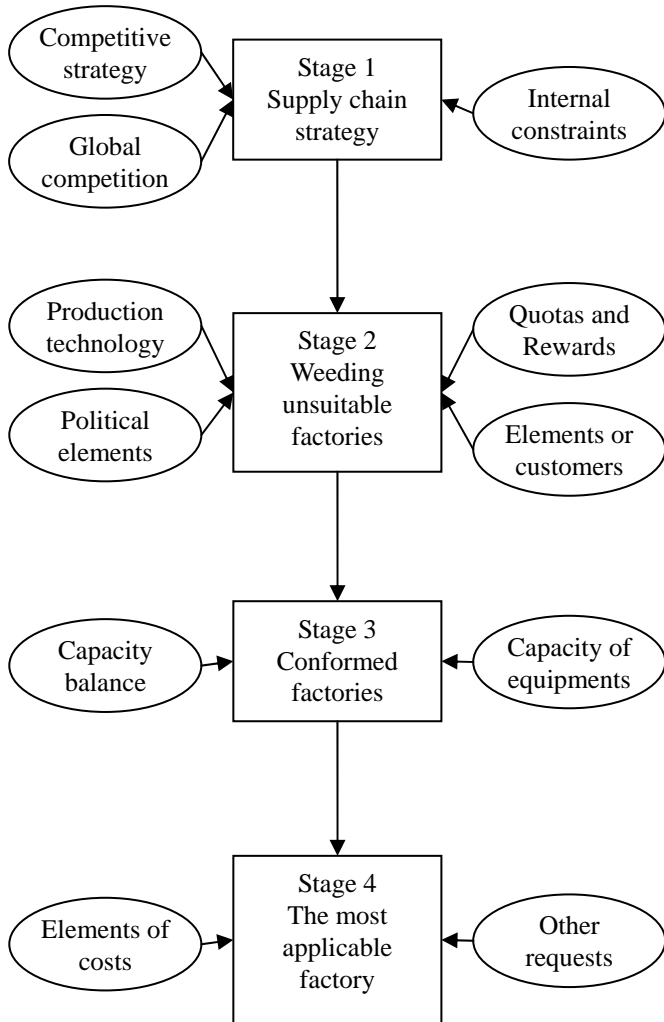 Competitive
strategy
Global
competition
Stage 1
Supply chain
strategy
Internal
constraints
Production
technology
Political
elements
Stage 2
Weeding
unsuitable
factories
Quotas and
Rewards
Elements or
customers
Capacity
balance
Stage 3
Conformed
factories
Capacity of
equipments
Elements of
costs
Stage 4
The most
applicable
factory
Other
requests